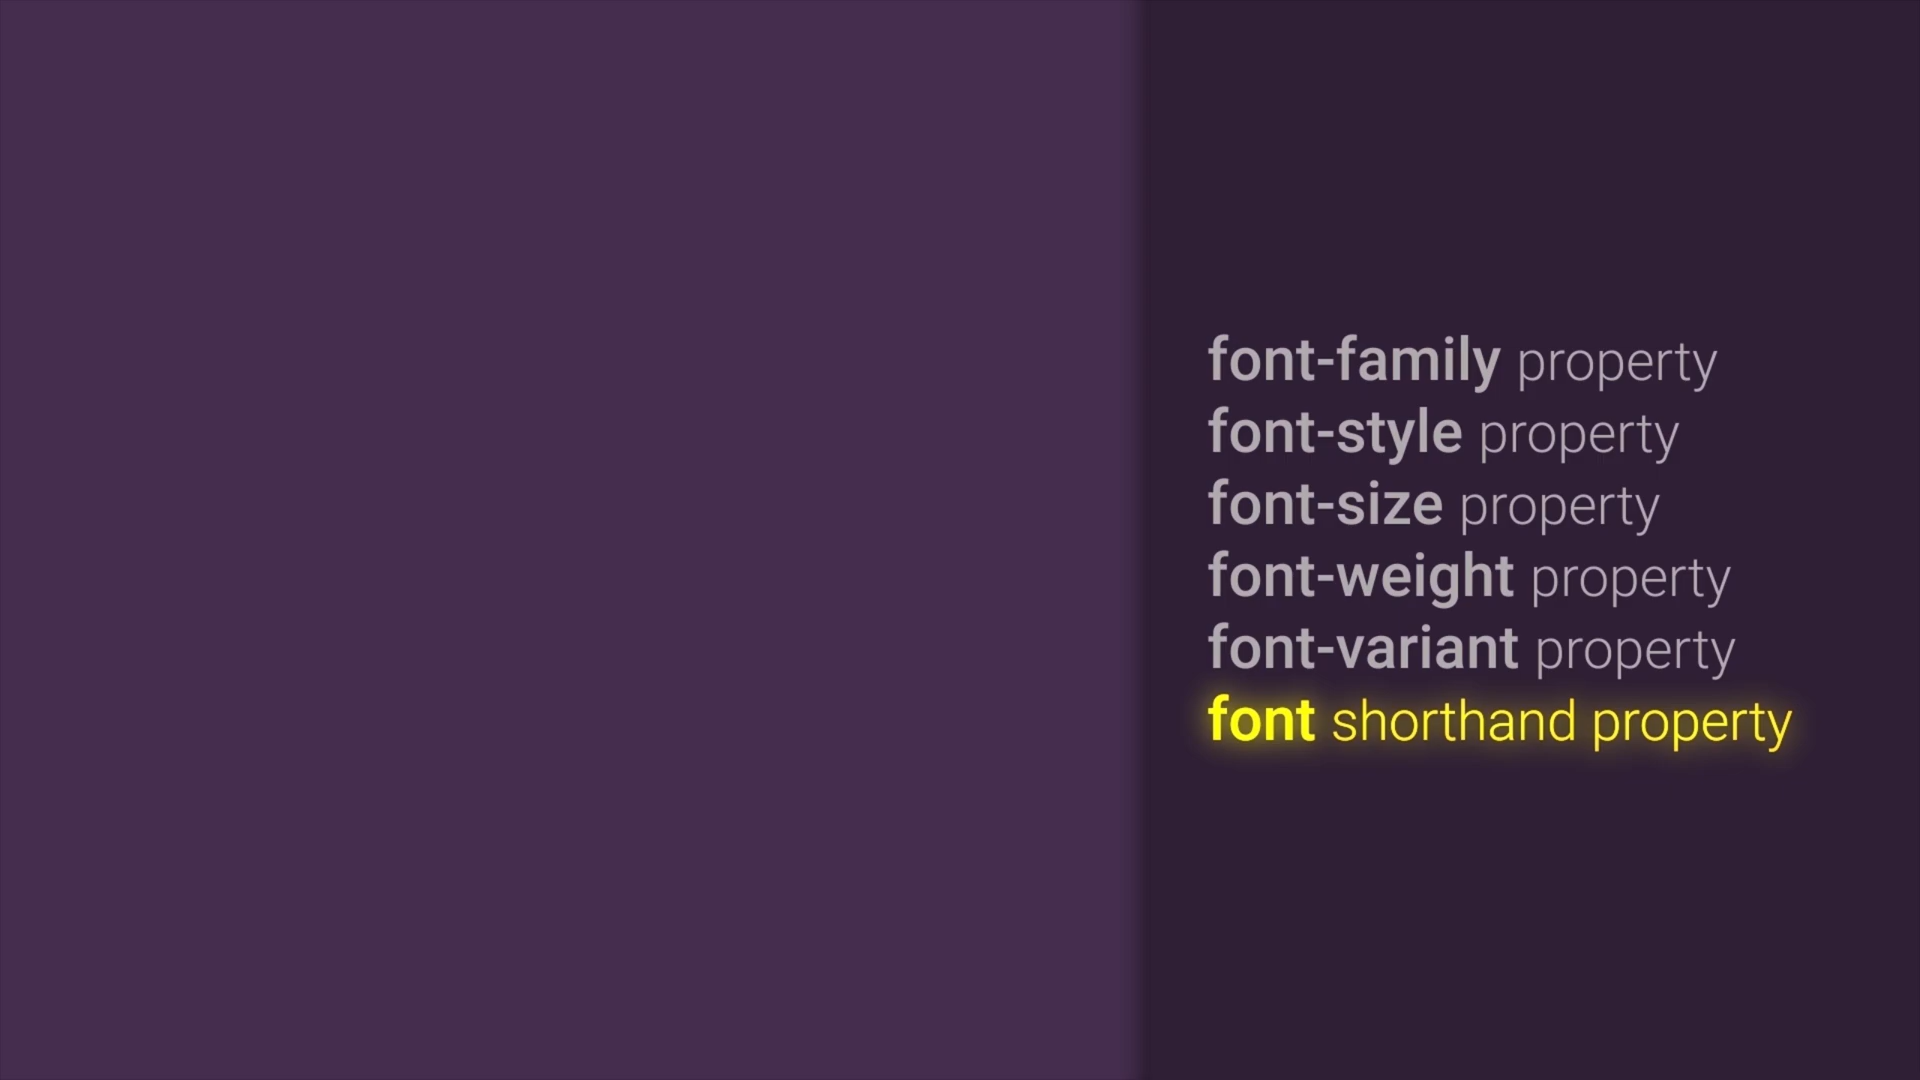 font-family property
font-style property
font-size property
font-weight property
font-variant property
font shorthand property